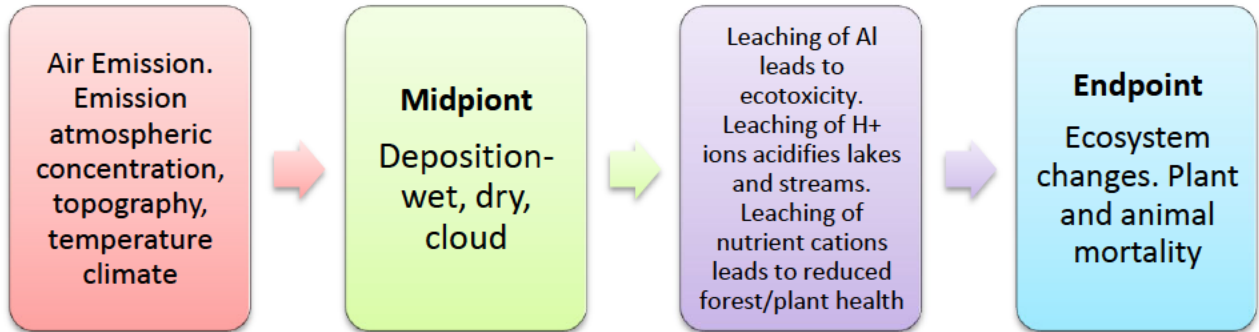 Air Emission.
Emission
atmospheric
concentration,
topography,
temperature
climate
Midpiont
Deposition-
wet, dry,
cloud
Leaching of Al
leads to
ecotoxicity.
Leaching of H+
ions acidifies lakes
and streams.
Leaching of
nutrient cations
leads to reduced
forest/plant health
Endpoint
Ecosystem
changes. Plant
and animal
mortality